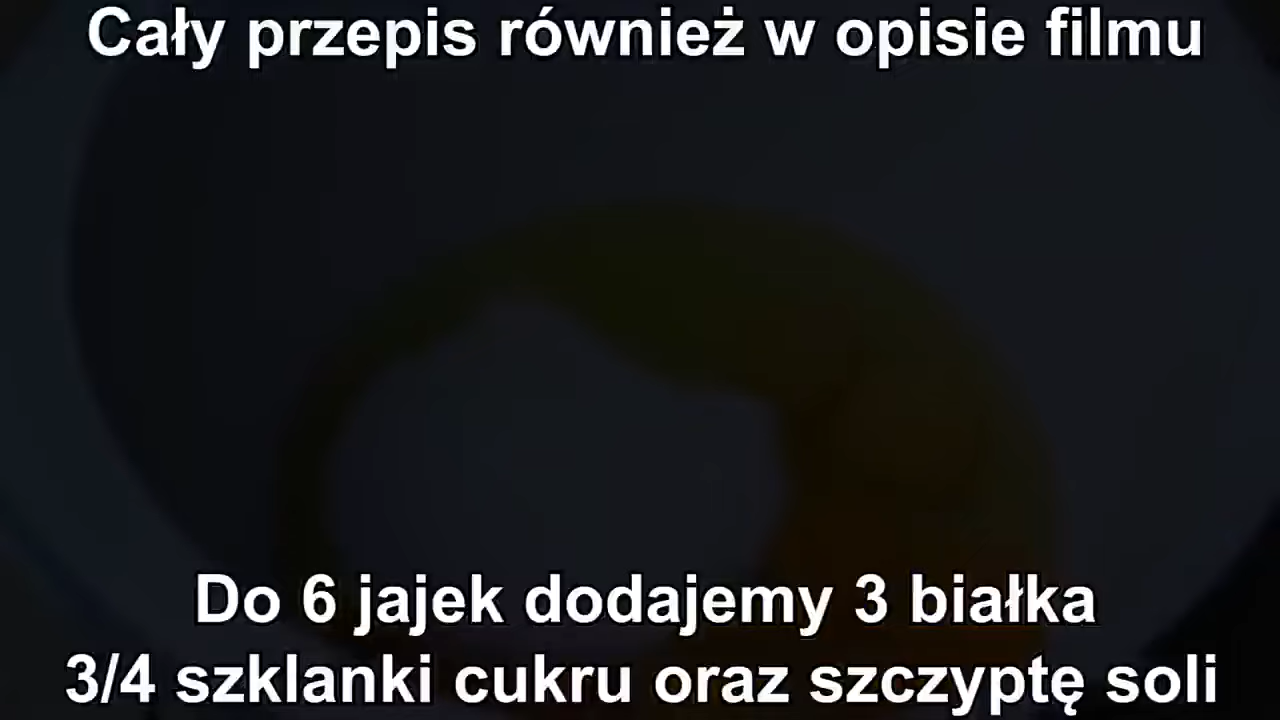 Cały przepis również w opisie filmu
Do 6 jajek dodajemy 3 białka
3/4 szklanki cukru oraz szczyptę soli